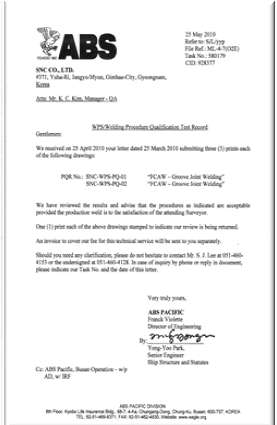 ABS
FOUNDED 1862
25 May 2010
Refer to: SJL/yyp
File Ref.: ML-4-7(O2E)
Task No.: 580179
CID: 928377
SNC CO., LTD.
#371, Yuha-Ri, Jangyu-Myun, Gimhae-City, Gyeongnam,
Korea
Attn: Mr. K. C. Kim, Manager - QA
WPS/Welding Procedure Qualification Test Record
Gentlemen:
We received on 25 April 2010 your letter dated 25 March 2010 submitting three (3) prints each
of the following drawings:
PQR No.: SNC-WPS-PQ-01 "FCAW – Groove Joint Welding"
SNC-WPS-PQ-02 "FCAW – Groove Joint Welding"
We have reviewed the results and advise that the procedures as indicated are acceptable
provided the production weld is to the satisfaction of the attending Surveyor.
One (1) print each of the above drawings stamped to indicate our review is being returned.
An invoice to cover our fee for this technical service will be sent to you separately.
Should you need any clarification, please do not hesitate to contact Mr. S. J. Lee at 051-460-
4153 or the undersigned at 051-460-4128. In case of inquiry by phone or reply in document,
please indicate our Task No. and the date of this letter.
Very truly yours,
ABS PACIFIC
Franck Violette
Director of Engineering
By:
Yong-Yoo Park,
Senior Engineer
Ship Structure and Statutes
Cc: ABS Pacific, Busan Operation – w/p
AD, w/ IRF
ABS PACIFIC DIVISION
8th Floor, Kyobo Life Insurance Bldg., 88-7, 4-Ka, Chungang-Dong, Chung-Ku, Busan, 600-737, KOREA
TEL: 82-51-460-4197 FAX: 82-51-462-4630, Website: www.eagle.org